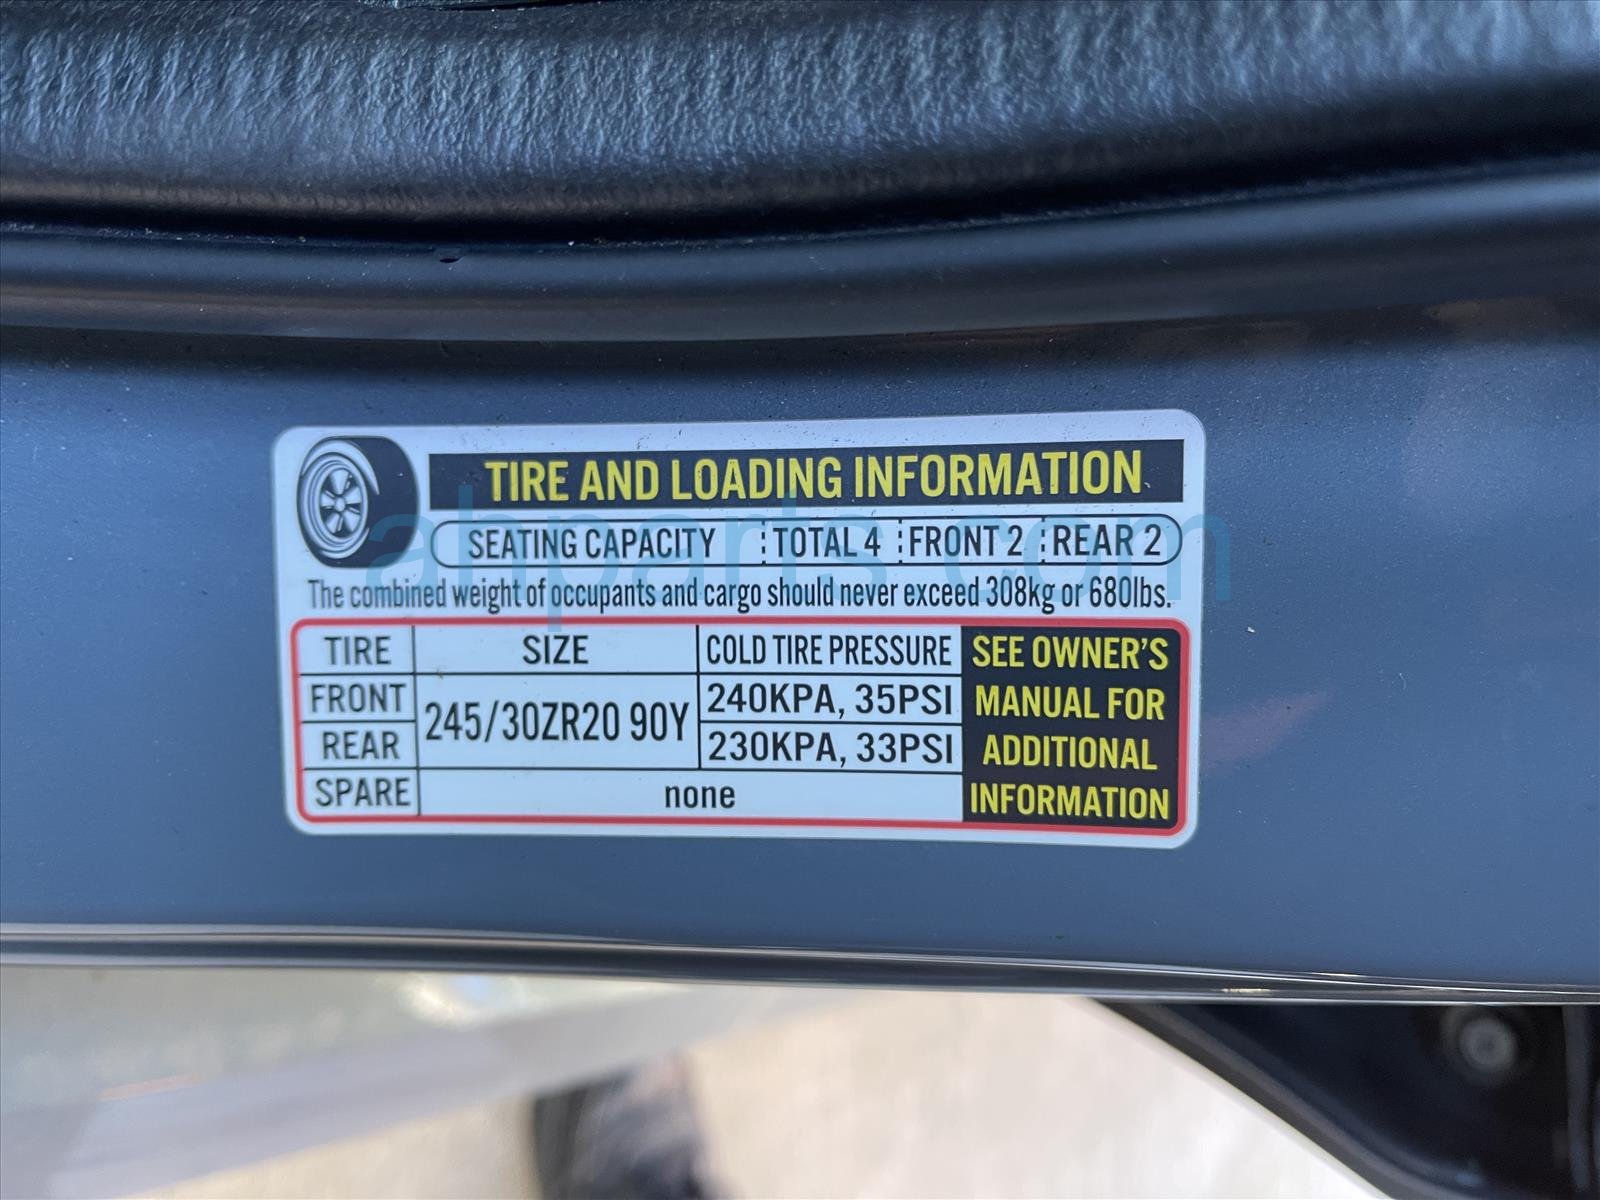 TIRE AND LOADING INFORMATION
SEATING CAPACITY TOTAL 4 FRONT 2 REAR 2
The combined weight of occupants and cargo should never exceed 308kg or 680lbs.
TIRE SIZE COLD TIRE PRESSURE
FRONT 245/30ZR20 90Y 240KPA, 35PSI
REAR 230KPA, 33PSI
SPARE none
SEE OWNER'S
MANUAL FOR
ADDITIONAL
INFORMATION
ahparts.com